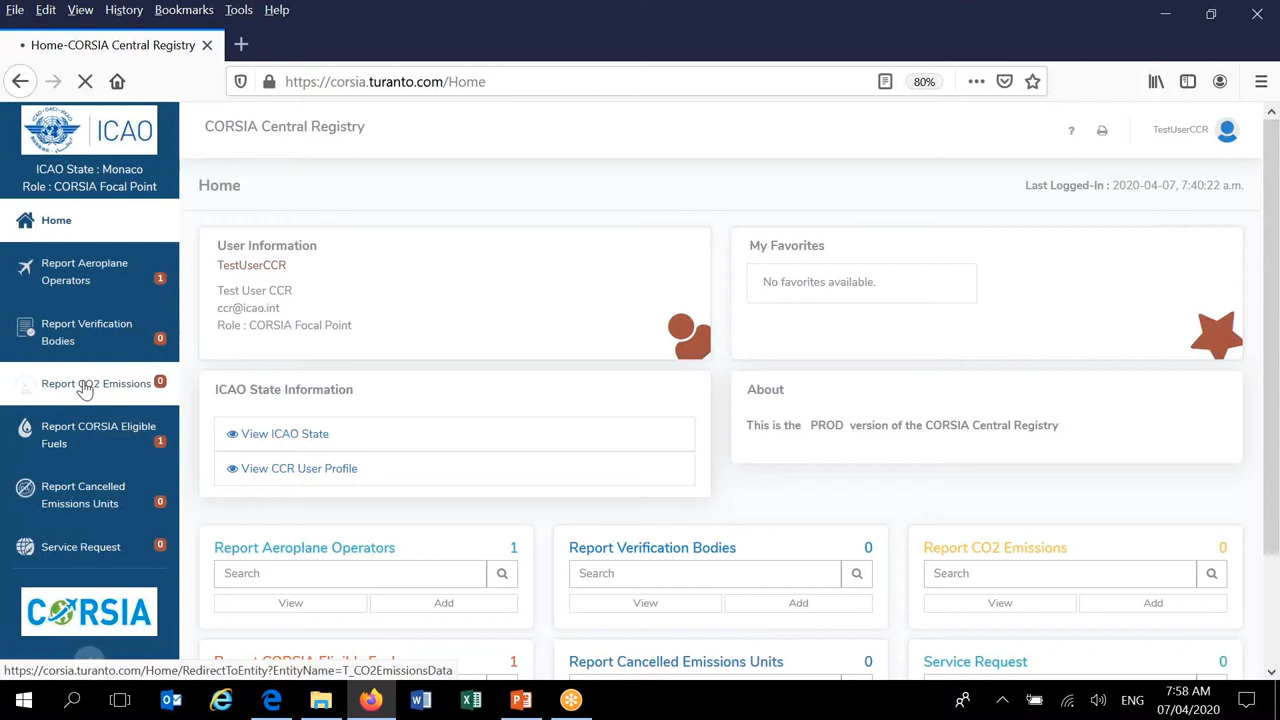 File Edit View History Bookmarks Tools Help
Home-CORSIA Central Registry
https://corsia.turanto.com/Home
80%
ICAO
ICAO State : Monaco
Role : CORSIA Focal Point
CORSIA Central Registry
?
TestUserCCR
Home
Last Logged-In : 2020-04-07, 7:40:22 a.m.
Home
Report Aeroplane
Operators 1
Report Verification
Bodies 0
Report CO2 Emissions 0
Report CORSIA Eligible
Fuels 1
Report Cancelled
Emissions Units 0
Service Request 0
CORSIA
User Information
TestUserCCR
Test User CCR
ccr@icao.int
Role : CORSIA Focal Point
My Favorites
No favorites available.
ICAO State Information
View ICAO State
View CCR User Profile
About
This is the PROD version of the CORSIA Central Registry
Report Aeroplane Operators 1
Search
View Add
Report Verification Bodies 0
Search
View Add
Report CO2 Emissions 0
Search
View Add
1
Report Cancelled Emissions Units 0
Service Request 0
https://corsia.turanto.com/Home/RedirectToEntity?EntityName=T_CO2EmissionsData
ENG
7:58 AM
07/04/2020